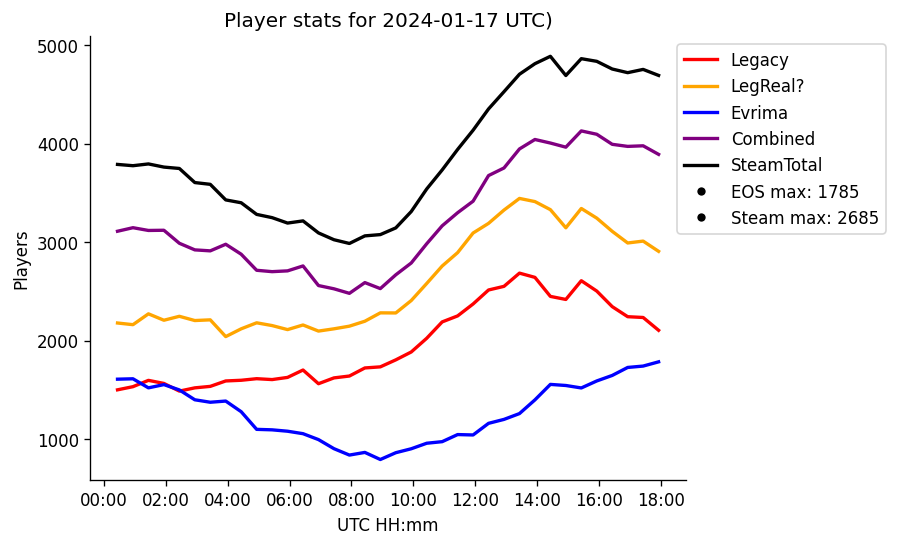 Player stats for 2024-01-17 UTC)
5000
4000
3000
2000
1000
Players
00:00 02:00 04:00 06:00 08:00 10:00 12:00 14:00 16:00 18:00
UTC HH:mm
Legacy
LegReal?
Evrima
Combined
SteamTotal
EOS max: 1785
Steam max: 2685